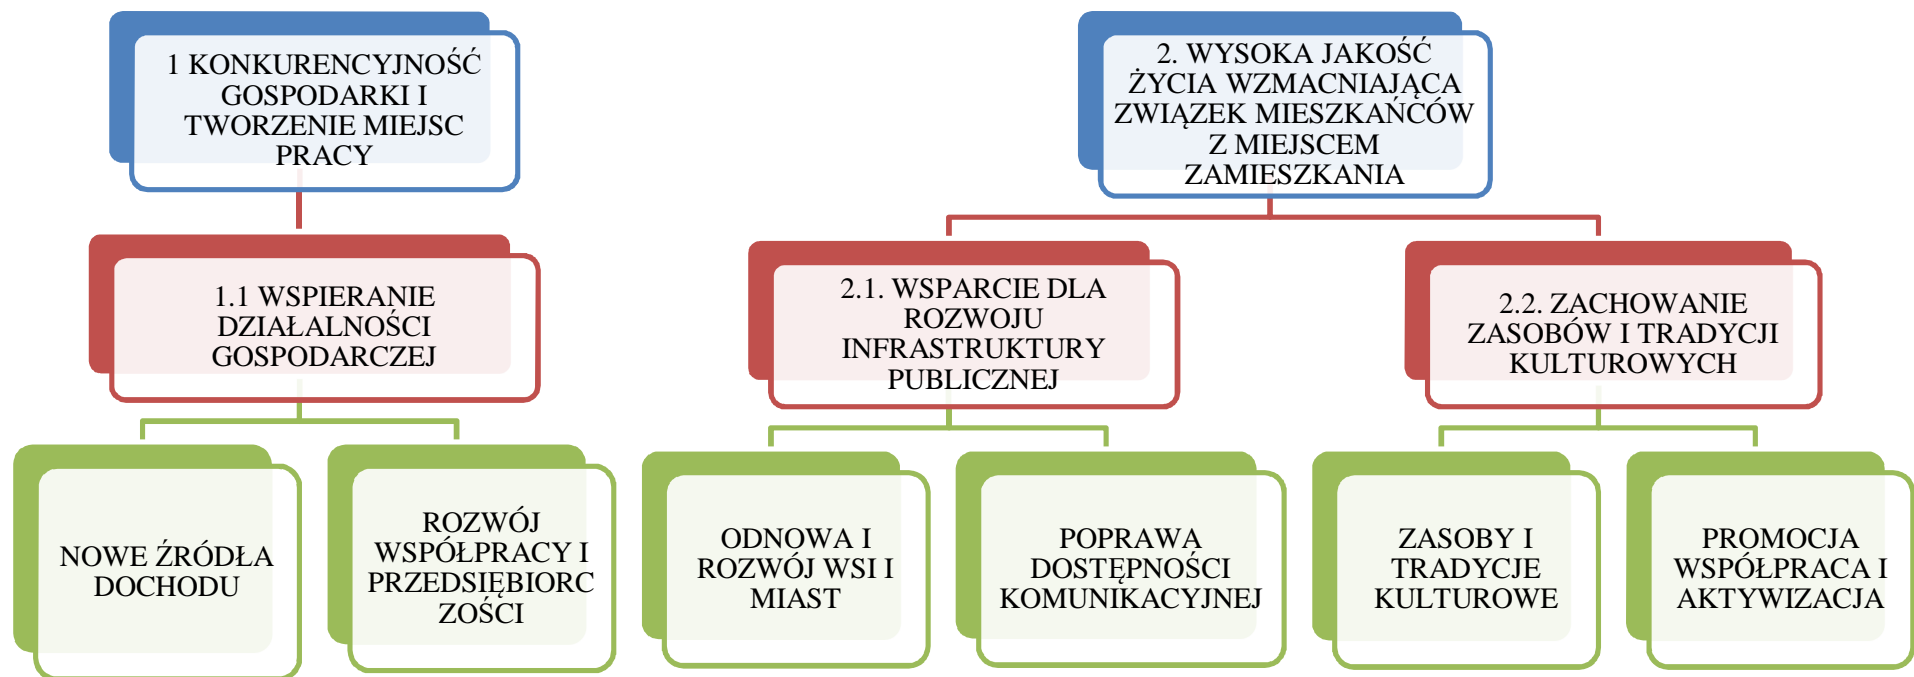 1 KONKURENCYJNOŚĆ
GOSPODARKI I
TWORZENIE MIEJSC
PRACY
2. WYSOKA JAKOŚĆ
ŻYCIA WZMACNIAJĄCA
ZWIĄZEK MIESZKAŃCÓW
Z MIEJSCEM
ZAMIESZKANIA
1.1 WSPIERANIE
DZIAŁALNOŚCI
GOSPODARCZEJ
2.1. WSPARCIE DLA
ROZWOJU
INFRASTRUKTURY
PUBLICZNEJ
2.2. ZACHOWANIE
ZASOBÓW I TRADYCJI
KULTUROWYCH
NOWE ŹRÓDŁA
DOCHODU
ROZWÓJ
WSPÓŁPRACY I
PRZEDSIĘBIORC
ZOŚCI
ODNOWA I
ROZWÓJ WSI I
MIAST
POPRAWA
DOSTĘPNOŚCI
KOMUNIKACYJNEJ
ZASOBY I
TRADYCJE
KULTUROWE
PROMOCJA
WSPÓŁPRACA I
AKTYWIZACJA